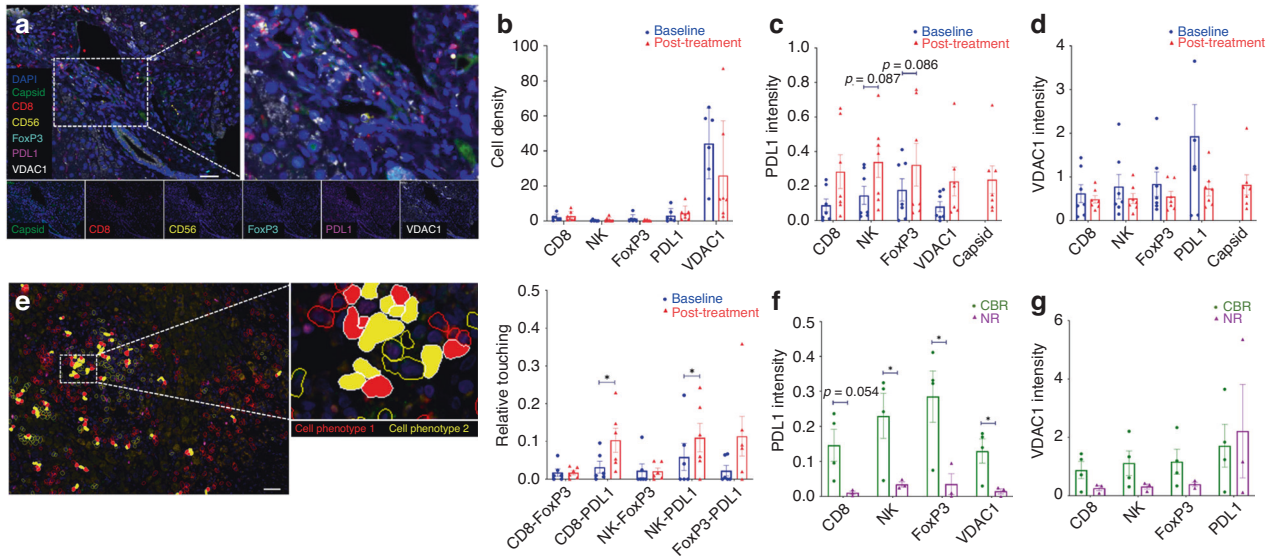 a
DAPI
Capsid
CD8
CD56
FoxP3
PDL1
VDAC1
Capsid
CD8
CD56
FoxP3
PDL1
VDAC1
b
Baseline
Post-treatment
Cell density
100
80
60
40
20
0
CD8
NK
FoxP3
PDL1
VDAC1
c
Baseline
Post-treatment
p = 0.087
p = 0.086
PDL1 intensity
1.0
0.8
0.6
0.4
0.2
0.0
CD8
NK
FoxP3
VDAC1
Capsid
d
Baseline
Post-treatment
VDAC1 intensity
4
3
2
1
0
CD8
NK
FoxP3
PDL1
Capsid
e
Cell phenotype 1
Cell phenotype 2
Baseline
Post-treatment
Relative touching
0.5
0.4
0.3
0.2
0.1
0.0
*
*
CD8-FoxP3
CD8-PDL1
NK-FoxP3
NK-PDL1
FoxP3-PDL1
f
CBR
NR
PDL1 intensity
0.5
0.4
0.3
0.2
0.1
0.0
p = 0.054
*
*
*
CD8
NK
FoxP3
VDAC1
g
CBR
NR
VDAC1 intensity
6
4
2
0
CD8
NK
FoxP3
PDL1